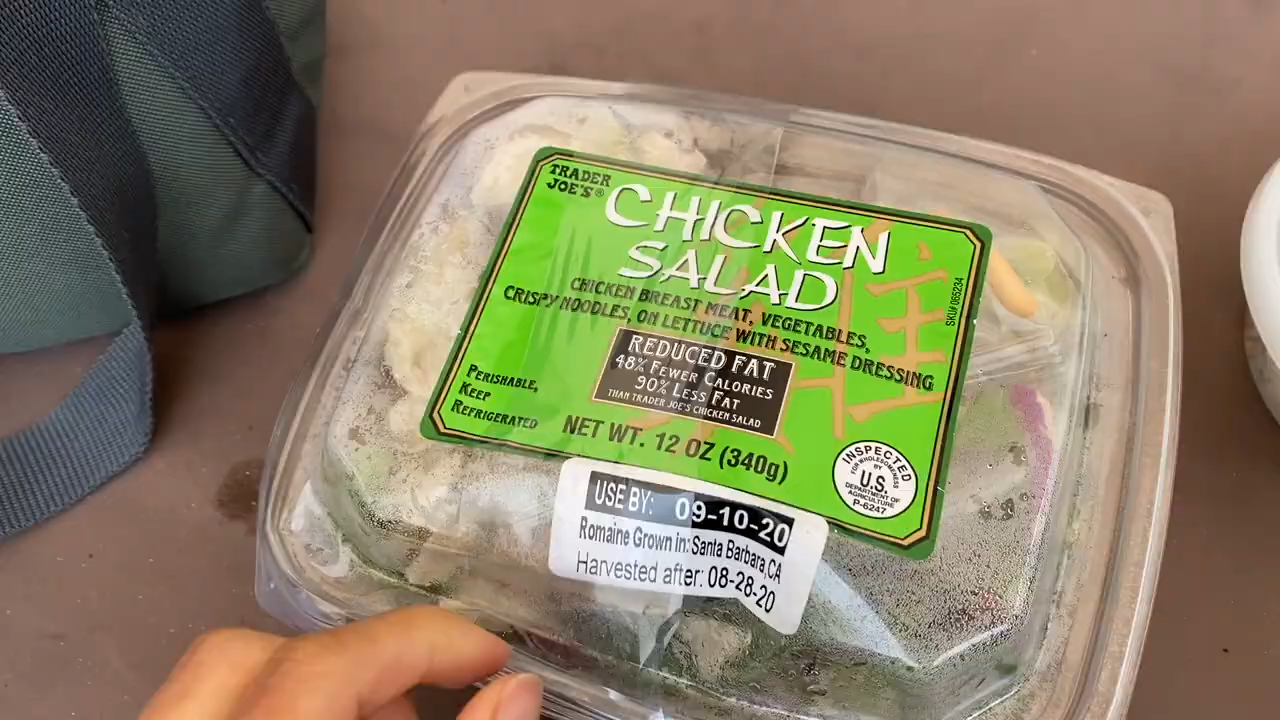 TRADER
JOE'S®
CHICKEN
SALAD
CHICKEN BREAST MEAT, VEGETABLES,
CRISPY NOODLES, ON LETTUCE WITH SESAME DRESSING
REDUCED FAT
48% FEWER CALORIES
90% LESS FAT
THAN TRADER JOE'S CHICKEN SALAD
PERISHABLE,
KEEP
REFRIGERATED
NET WT. 12 OZ (340g)
SKU# 065234
INSPECTED
FOR WHOLESOMENESS
BY
U.S.
DEPARTMENT OF
AGRICULTURE
P-6247
USE BY: 09-10-20
Romaine Grown in: Santa Barbara,CA
Harvested after: 08-28-20